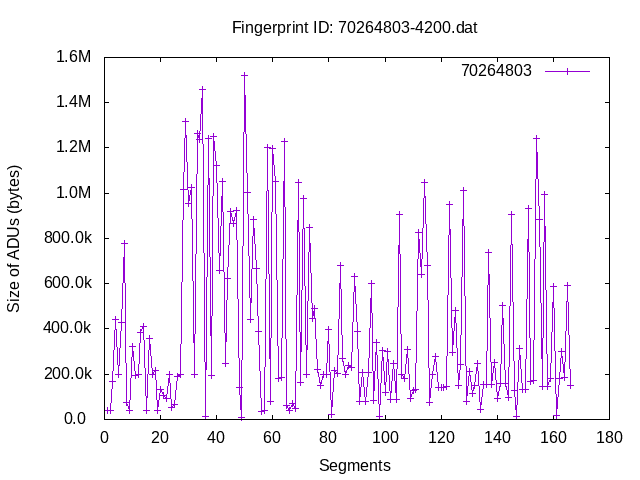 Fingerprint ID: 70264803-4200.dat
70264803
Size of ADUs (bytes)
1.6M
1.4M
1.2M
1.0M
800.0k
600.0k
400.0k
200.0k
0.0
0 20 40 60 80 100 120 140 160 180
Segments